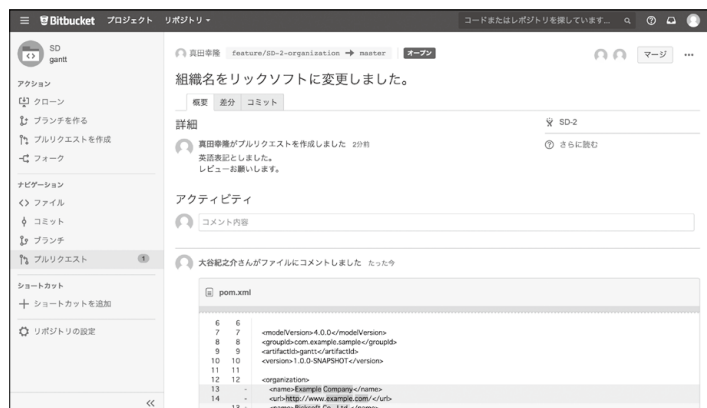 Bitbucket プロジェクト リポジトリ コードまたはレポジトリを探しています...
SD
gantt
アクション
クローン
ブランチを作る
プルリクエストを作成
フォーク
ナビゲーション
ファイル
コミット
ブランチ
プルリクエスト 1
ショートカット
ショートカットを追加
リポジトリの設定
真田幸隆 feature/SD-2-organization → master オープン マージ ...
組織名をリックソフトに変更しました。
概要 差分 コミット
詳細
真田幸隆がプルリクエストを作成しました 2分前
英語表記としました。
レビューお願いします。
SD-2
さらに読む
アクティビティ
コメント内容
大谷紀之介さんがファイルにコメントしました たった今
pom.xml
6 6
7 7 <modelVersion>4.0.0</modelVersion>
8 8 <groupId>com.example.sample</groupId>
9 9 <artifactId>gantt</artifactId>
10 10 <version>1.0.0-SNAPSHOT</version>
11 11
12 12 <organization>
13 - <name>Example Company</name>
14 - <url>http://www.example.com/</url>
13 - <name>Ricksoft Co., Ltd.</name>